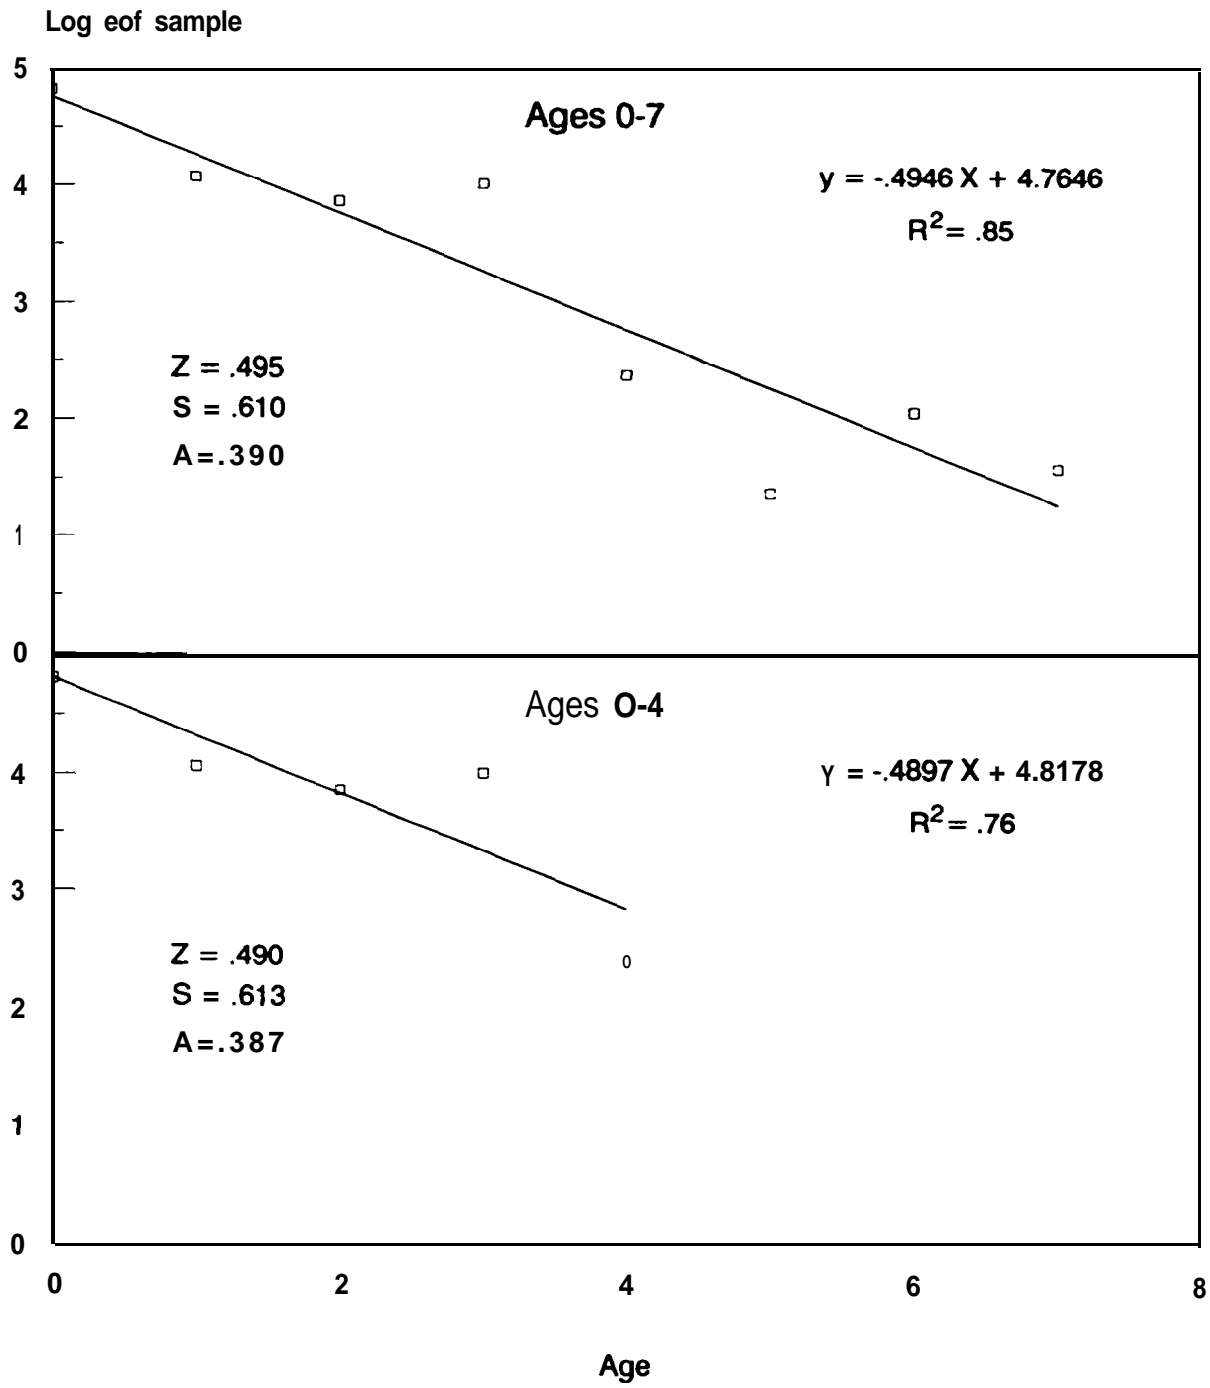 Log eof sample
5
Ages 0-7
4
y = -.4946 X + 4.7646
R²= .85
3
Z = .495
S = .610
2
A=.390
1
0
Ages O-4
4
Y = -.4897 X + 4.8178
R²= .76
3
Z = .490
S = .613
2
A=.387
1
0
0 2 4 6 8
Age